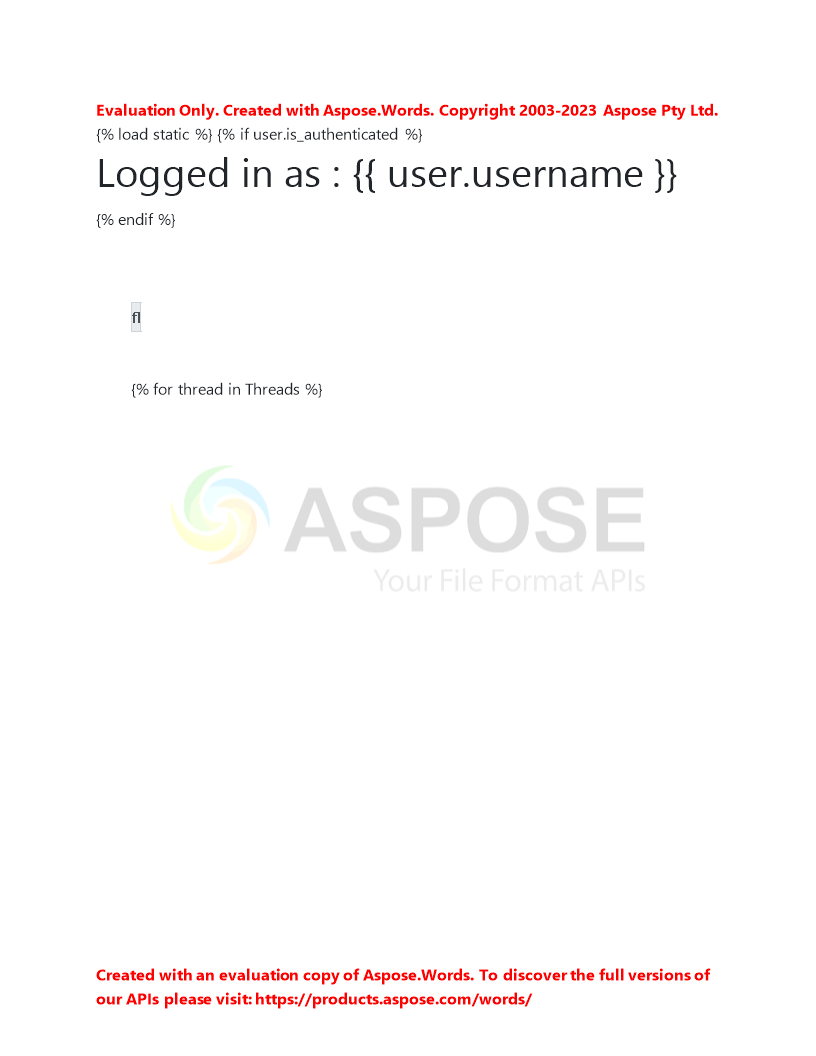 Evaluation Only. Created with Aspose.Words. Copyright 2003-2023 Aspose Pty Ltd.
{% load static %} {% if user.is_authenticated %}
Logged in as : {{ user.username }}
{% endif %}
fl
{% for thread in Threads %}
ASPOSE
Your File Format APIs
Created with an evaluation copy of Aspose.Words. To discover the full versions of
our APIs please visit: https://products.aspose.com/words/